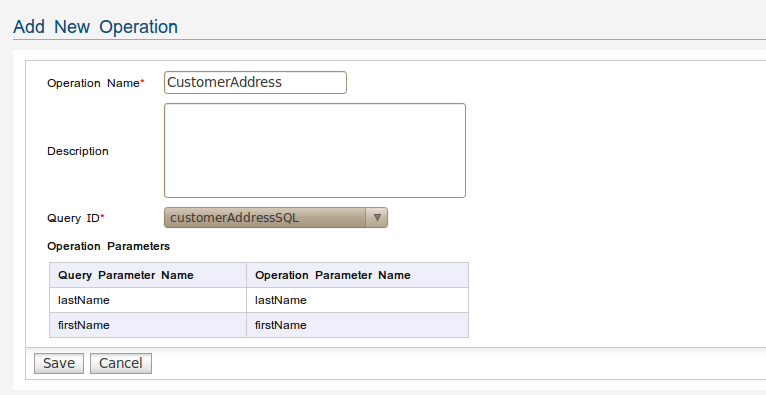 Add New Operation
Operation Name* CustomerAddress
Description
Query ID* customerAddressSQL
Operation Parameters
Query Parameter Name Operation Parameter Name
lastName lastName
firstName firstName
Save Cancel